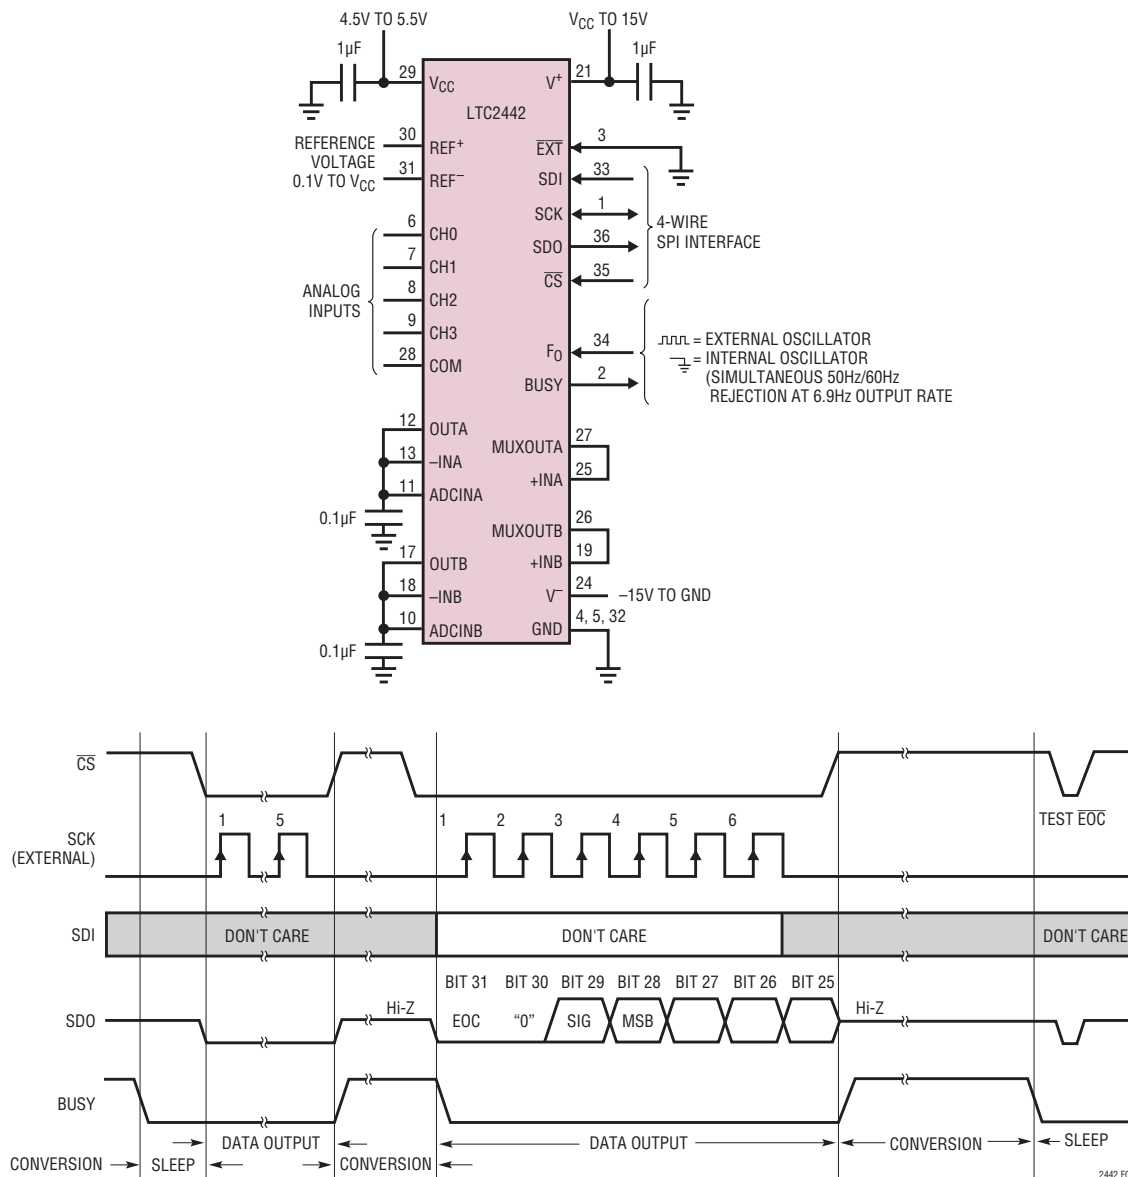 4.5V TO 5.5V
VCC TO 15V
1µF
1µF
29
VCC
V+
21
LTC2442
REFERENCE
VOLTAGE
0.1V TO VCC
30
REF+
31
REF–
EXT
3
SDI
33
SCK
1
SDO
36
CS
35
4-WIRE
SPI INTERFACE
ANALOG
INPUTS
6
CH0
7
CH1
8
CH2
9
CH3
28
COM
FO
34
BUSY
2
= EXTERNAL OSCILLATOR
= INTERNAL OSCILLATOR
(SIMULTANEOUS 50Hz/60Hz
REJECTION AT 6.9Hz OUTPUT RATE
12
OUTA
13
–INA
11
ADCINA
0.1µF
MUXOUTA
27
+INA
25
MUXOUTB
26
+INB
19
17
OUTB
18
–INB
10
ADCINB
0.1µF
V–
24
–15V TO GND
GND
4, 5, 32
CS
TEST EOC
SCK
(EXTERNAL)
1 5 1 2 3 4 5 6
SDI
DON'T CARE DON'T CARE DON'T CARE
BIT 31 BIT 30 BIT 29 BIT 28 BIT 27 BIT 26 BIT 25
SDO
Hi-Z EOC "0" SIG MSB Hi-Z
BUSY
DATA OUTPUT DATA OUTPUT CONVERSION SLEEP
CONVERSION SLEEP CONVERSION